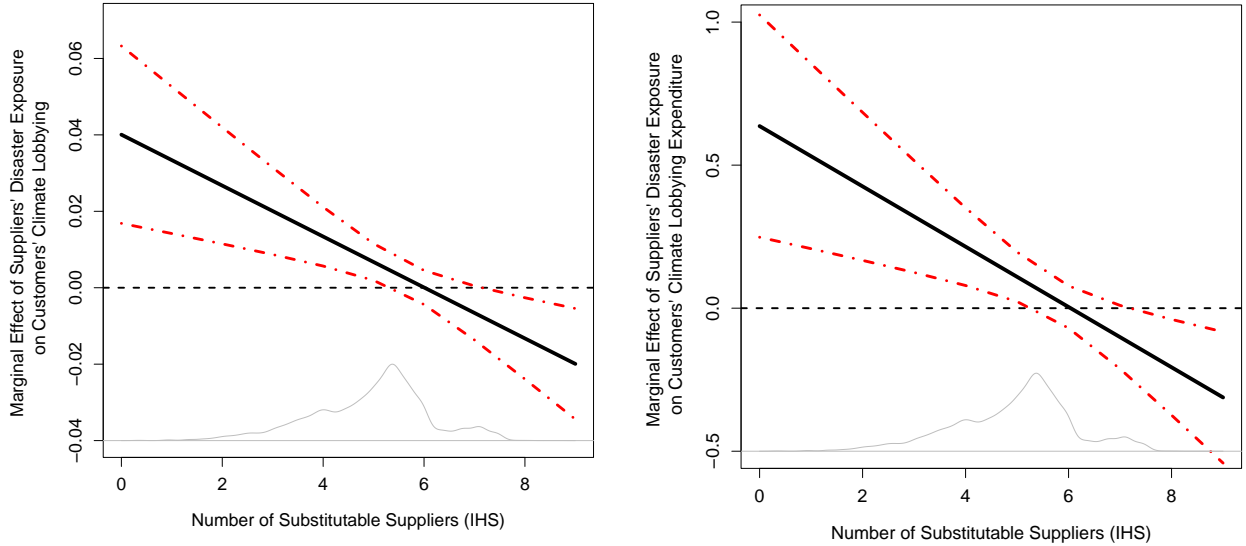 Marginal Effect of Suppliers' Disaster Exposure
on Customers' Climate Lobbying
0.06
0.04
0.02
0.00
−0.02
−0.04
0 2 4 6 8
Number of Substitutable Suppliers (IHS)
Marginal Effect of Suppliers' Disaster Exposure
on Customers' Climate Lobbying Expenditure
1.0
0.5
0.0
−0.5
0 2 4 6 8
Number of Substitutable Suppliers (IHS)